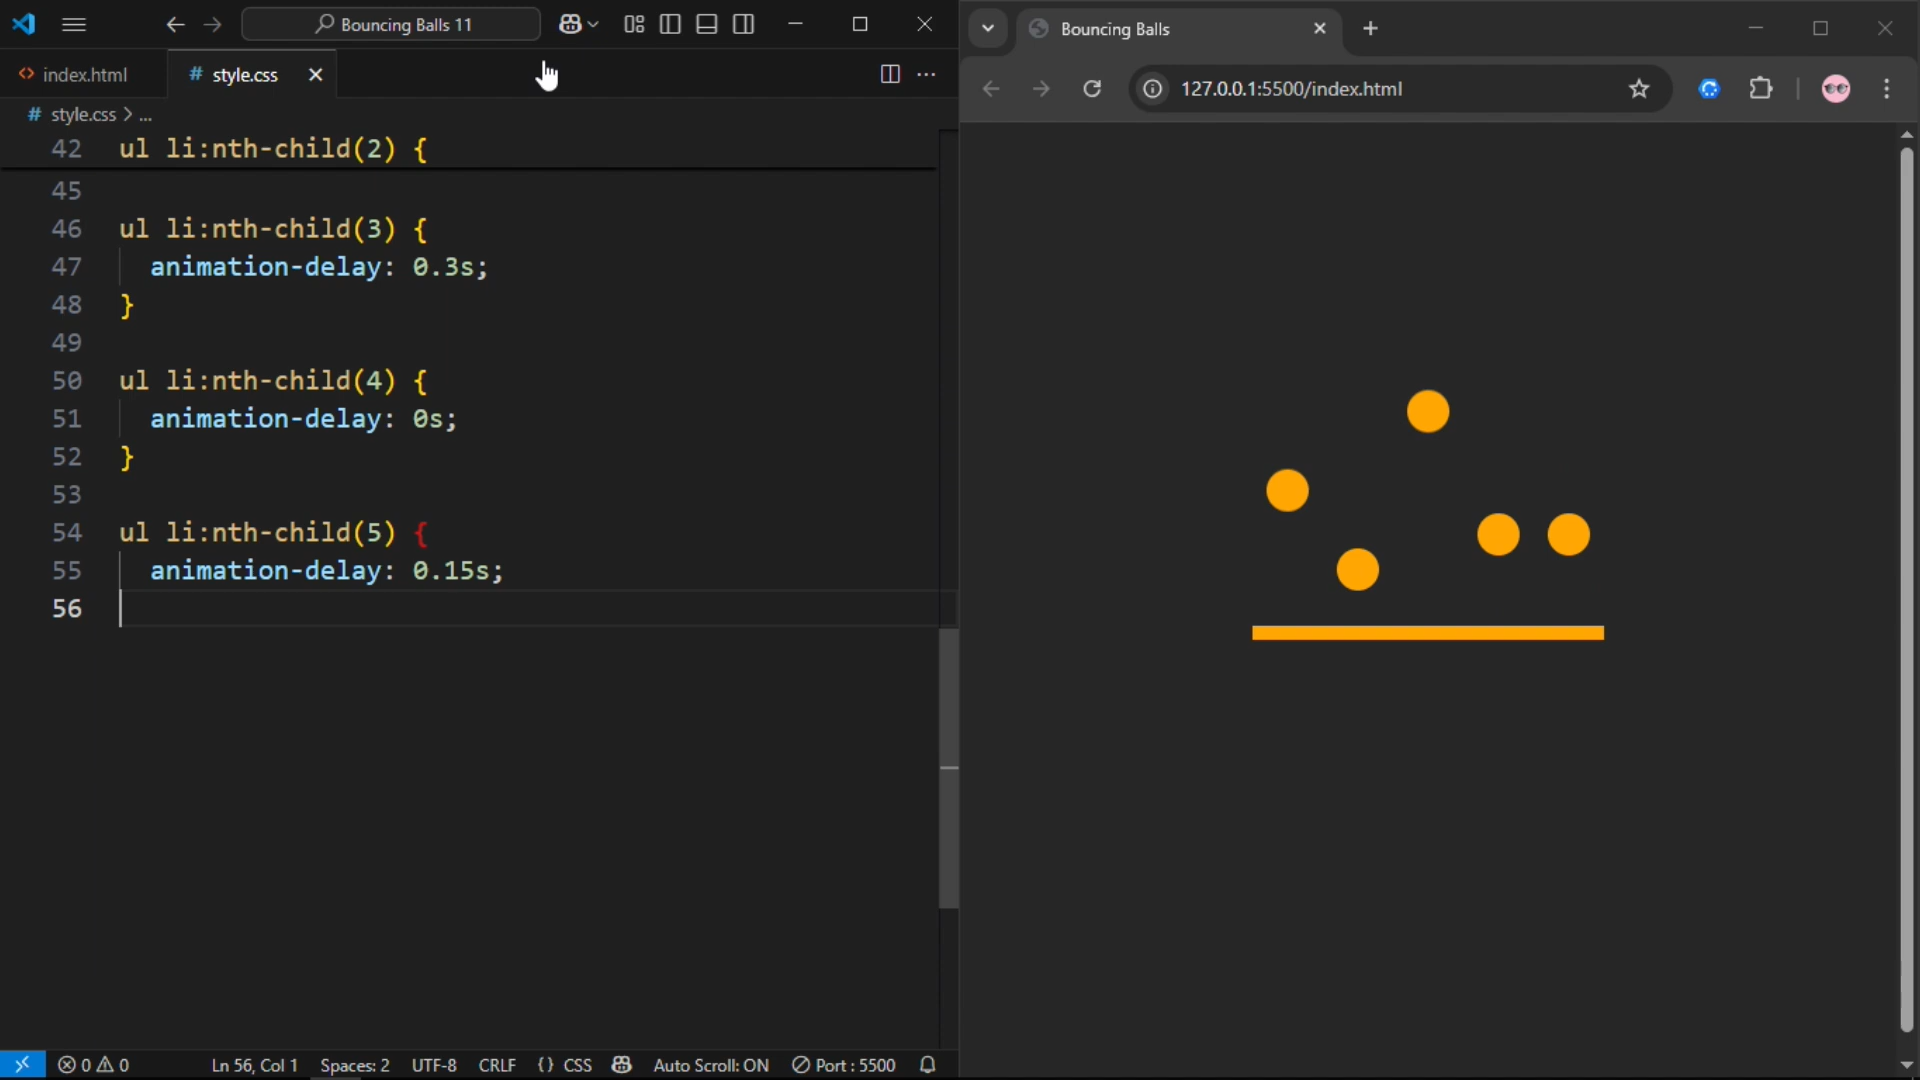 Bouncing Balls 11
index.html
# style.css
# style.css > ...
42 ul li:nth-child(2) {
45
46 ul li:nth-child(3) {
47 animation-delay: 0.3s;
48 }
49
50 ul li:nth-child(4) {
51 animation-delay: 0s;
52 }
53
54 ul li:nth-child(5) {
55 animation-delay: 0.15s;
56
0 0 Ln 56, Col 1 Spaces: 2 UTF-8 CRLF {} CSS Auto Scroll: ON Port : 5500
Bouncing Balls
127.0.0.1:5500/index.html